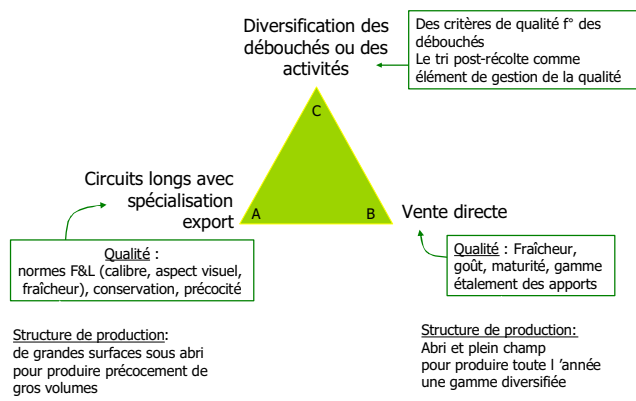 Diversification des
débouchés ou des
activités
Des critères de qualité f° des
débouchés
Le tri post-récolte comme
élément de gestion de la qualité
C
Circuits longs avec
spécialisation
export
A
B
Vente directe
Qualité :
normes F&L (calibre, aspect visuel,
fraîcheur), conservation, précocité
Qualité : Fraîcheur,
goût, maturité, gamme
étalement des apports
Structure de production:
de grandes surfaces sous abri
pour produire précocement de
gros volumes
Structure de production:
Abri et plein champ
pour produire toute l ’année
une gamme diversifiée